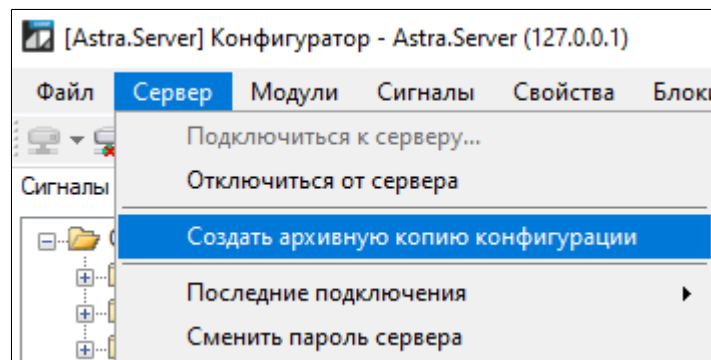 [Astra.Server] Конфигуратор - Astra.Server (127.0.0.1)
Файл Сервер Модули Сигналы Свойства
Подключиться к серверу...
Отключиться от сервера
Сигналы
Создать архивную копию конфигурации
Последние подключения
Сменить пароль сервера